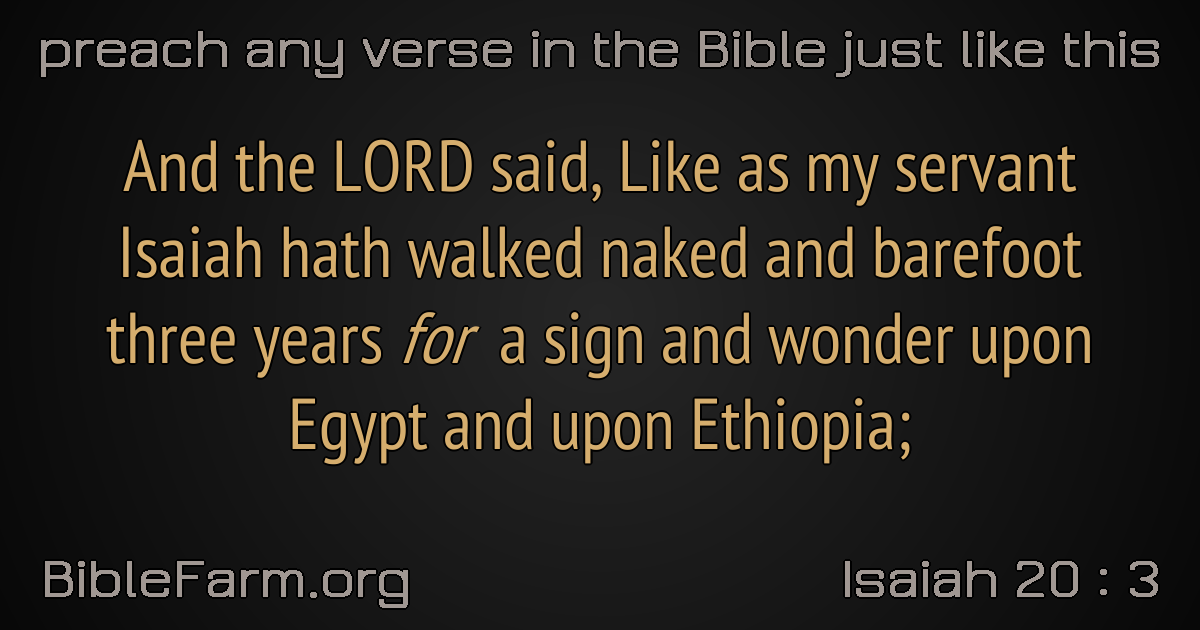 preach any verse in the Bible just like this
And the LORD said, Like as my servant
Isaiah hath walked naked and barefoot
three years for a sign and wonder upon
Egypt and upon Ethiopia;
BibleFarm.org
Isaiah 20 : 3